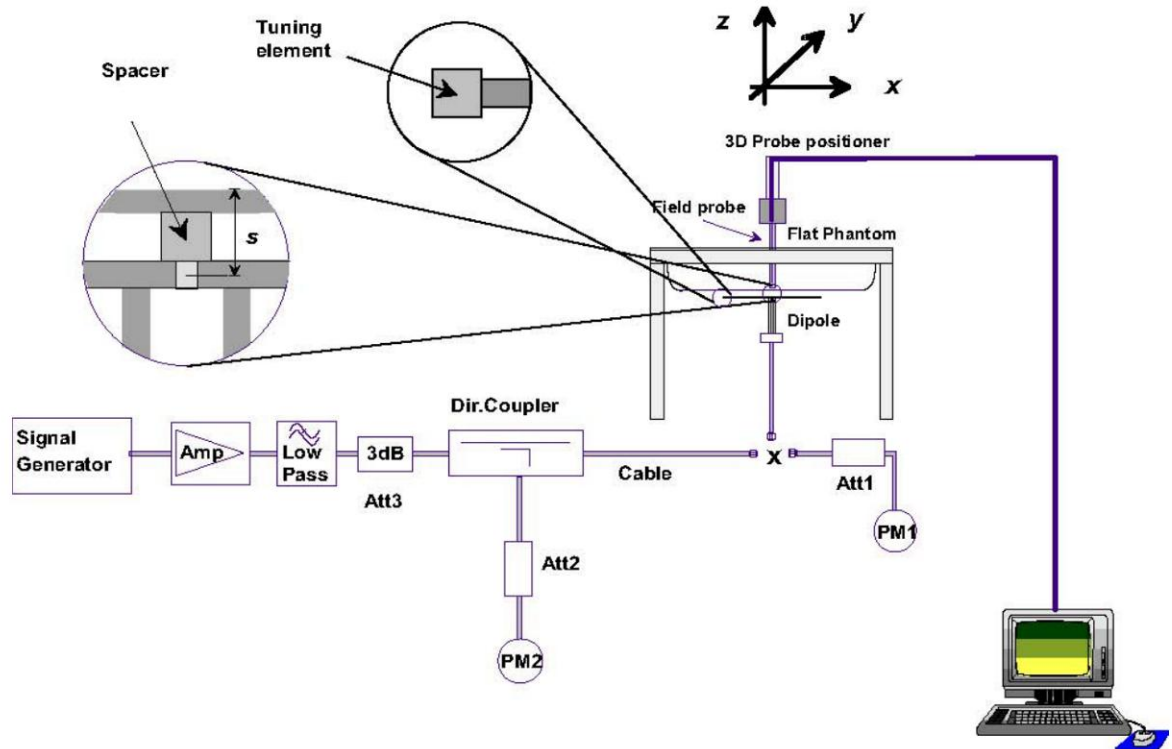 Tuning
element
Spacer
z
y
x
3D Probe positioner
Field probe
Flat Phantom
s
Dipole
Dir.Coupler
Signal
Generator
Amp
Low
Pass
3dB
Att3
Cable
x
Att1
PM1
Att2
PM2